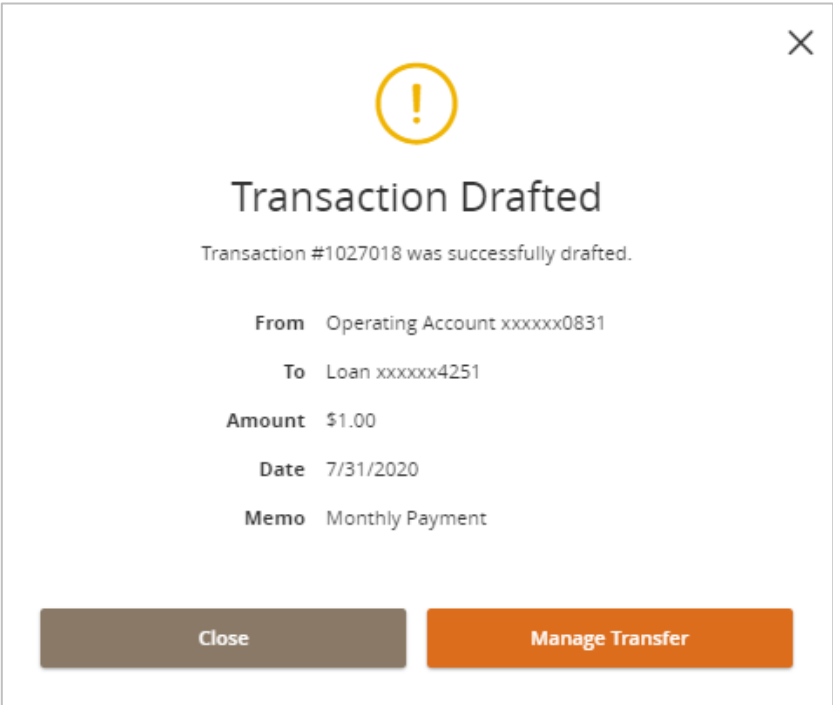 Transaction Drafted
Transaction #1027018 was successfully drafted.
From Operating Account xxxxxx0831
To Loan xxxxxx4251
Amount $1.00
Date 7/31/2020
Memo Monthly Payment
Close Manage Transfer